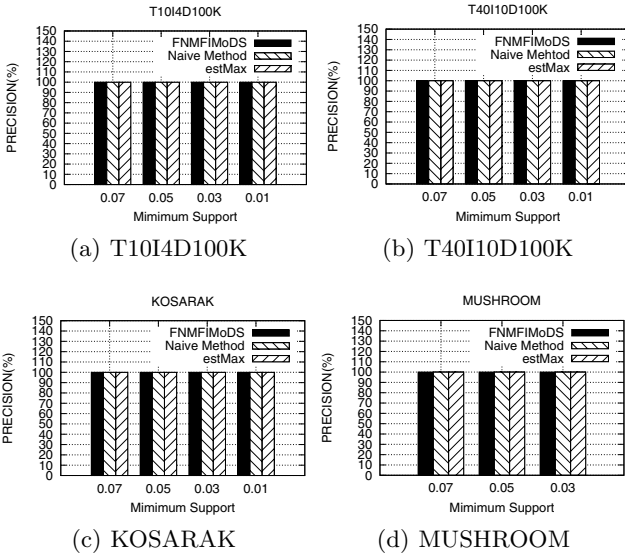 T10I4D100K
PRECISION(%)
150
140
130
120
110
100
90
80
70
60
50
40
30
20
10
0
FNMFIMoDS
Naive Mehtod
estMax
0.07 0.05 0.03 0.01
Mimimum Support
(a) T10I4D100K
T40I10D100K
PRECISION(%)
150
140
130
120
110
100
90
80
70
60
50
40
30
20
10
0
FNMFIMoDS
Naive Mehtod
estMax
0.07 0.05 0.03 0.01
Mimimum Support
(b) T40I10D100K
KOSARAK
PRECISION(%)
150
140
130
120
110
100
90
80
70
60
50
40
30
20
10
0
FNMFIMoDS
Naive Method
estMax
0.07 0.05 0.03 0.01
Minimum Support
(c) KOSARAK
MUSHROOM
PRECISION(%)
150
140
130
120
110
100
90
80
70
60
50
40
30
20
10
0
FNMFIMoDS
Naive Method
estMax
0.07 0.05 0.03
Minimum Support
(d) MUSHROOM